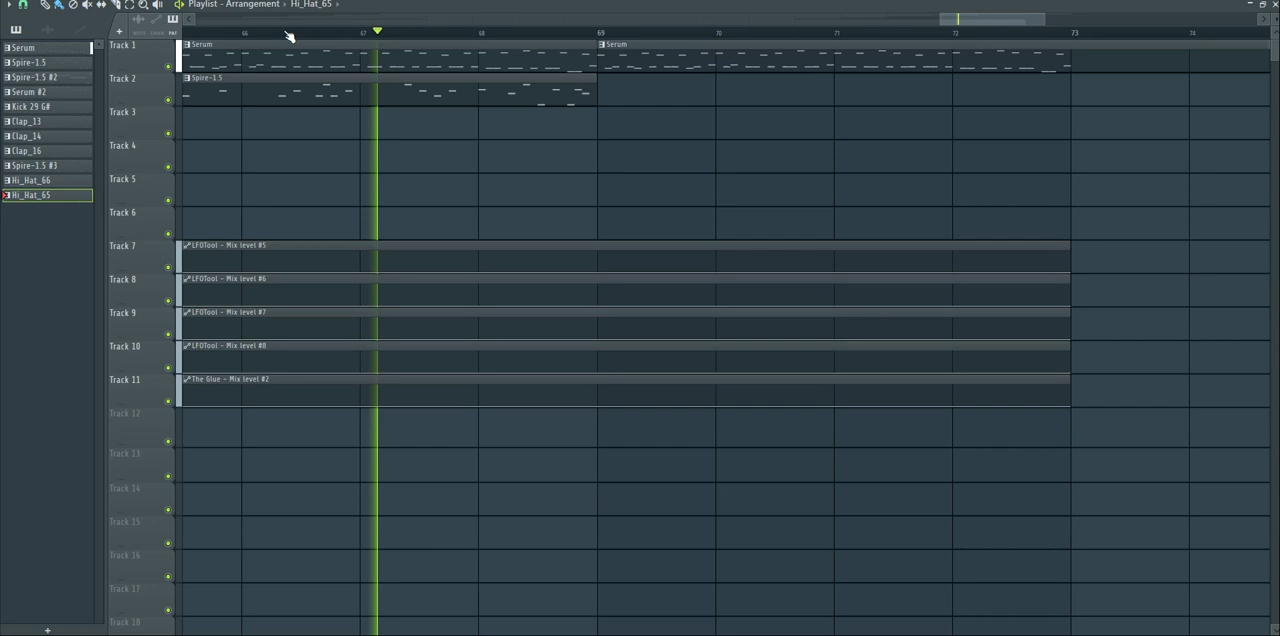 Playlist - Arrangement › Hi_Hat_65 ›
66 67 68 69 70 71 72 73 74
Serum
Spire-1.5
Spire-1.5 #2
Serum #2
Kick 29 G#
Clap_13
Clap_14
Clap_16
Spire-1.5 #3
Hi_Hat_66
Hi_Hat_65
+
Track 1
Serum
Serum
Track 2
Spire-1.5
Track 3
Track 4
Track 5
Track 6
Track 7
LFOTool - Mix level #5
Track 8
LFOTool - Mix level #6
Track 9
LFOTool - Mix level #7
Track 10
LFOTool - Mix level #8
Track 11
The Glue - Mix level #2
Track 12
Track 13
Track 14
Track 15
Track 16
Track 17
Track 18